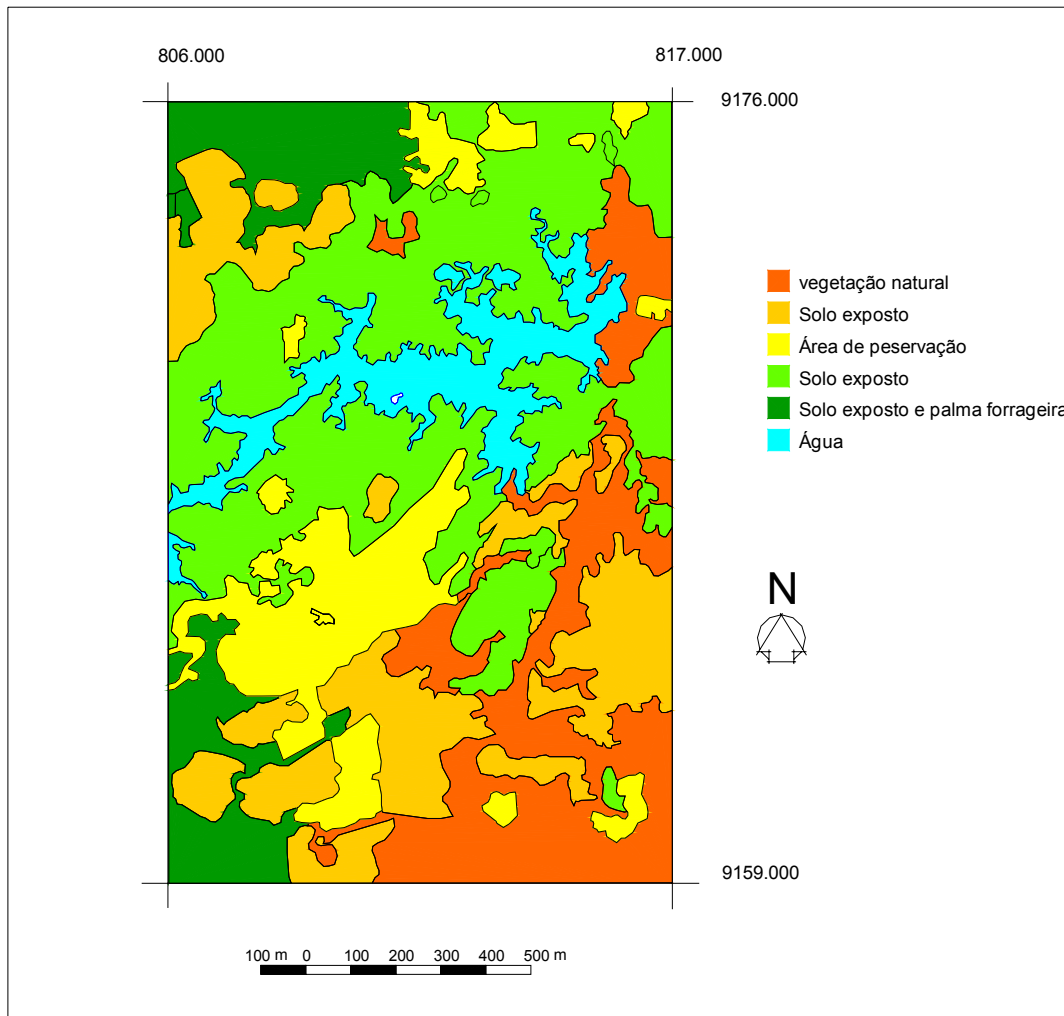 806.000
817.000
9176.000
vegetação natural
Solo exposto
Área de peservação
Solo exposto
Solo exposto e palma forrageira
Água
N
9159.000
100 m 0 100 200 300 400 500 m